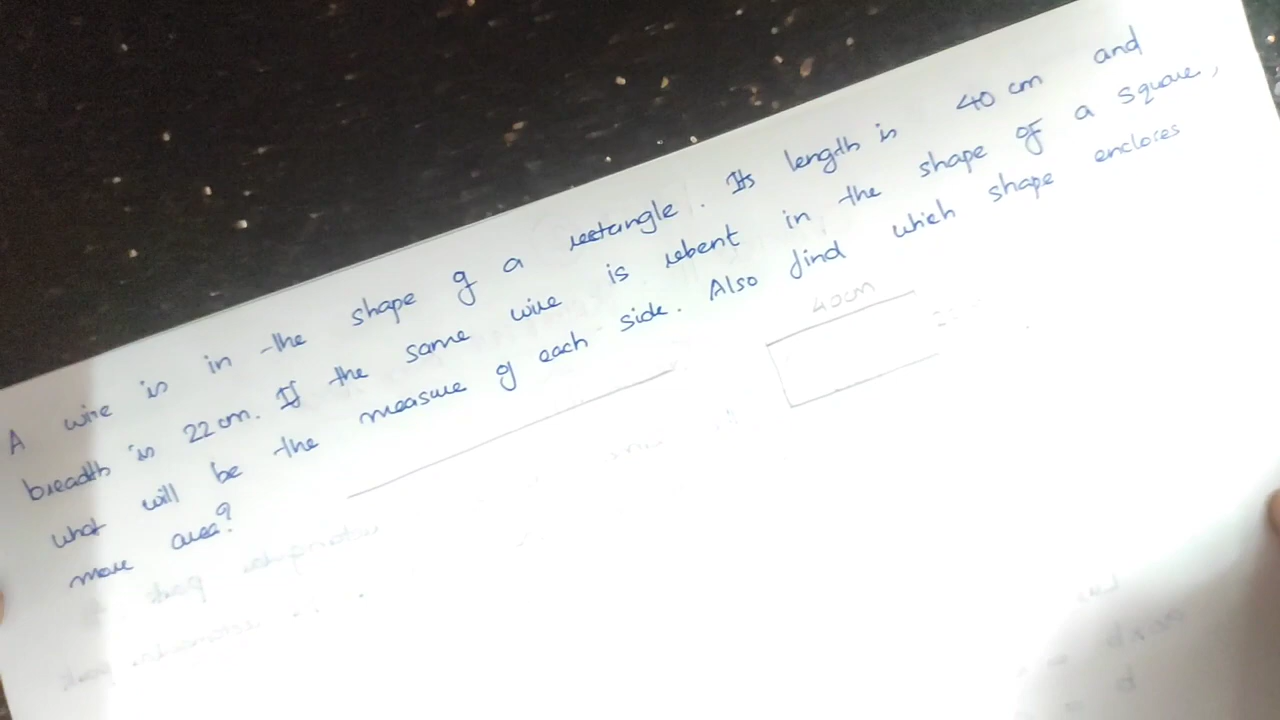 A wire is in the shape of a rectangle. Its length is 40 cm and
breadth is 22 cm. If the same wire is rebent in the shape of a square,
what will be the measure of each side. Also find which shape encloses
more area?
40cm